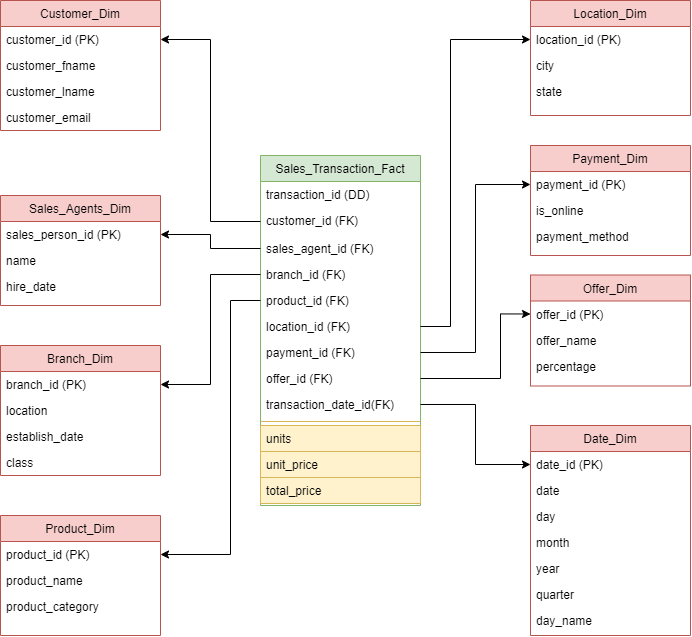 Customer_Dim
customer_id (PK)
customer_fname
customer_lname
customer_email
Sales_Agents_Dim
sales_person_id (PK)
name
hire_date
Branch_Dim
branch_id (PK)
location
establish_date
class
Product_Dim
product_id (PK)
product_name
product_category
Sales_Transaction_Fact
transaction_id (DD)
customer_id (FK)
sales_agent_id (FK)
branch_id (FK)
product_id (FK)
location_id (FK)
payment_id (FK)
offer_id (FK)
transaction_date_id(FK)
units
unit_price
total_price
Location_Dim
location_id (PK)
city
state
Payment_Dim
payment_id (PK)
is_online
payment_method
Offer_Dim
offer_id (PK)
offer_name
percentage
Date_Dim
date_id (PK)
date
day
month
year
quarter
day_name